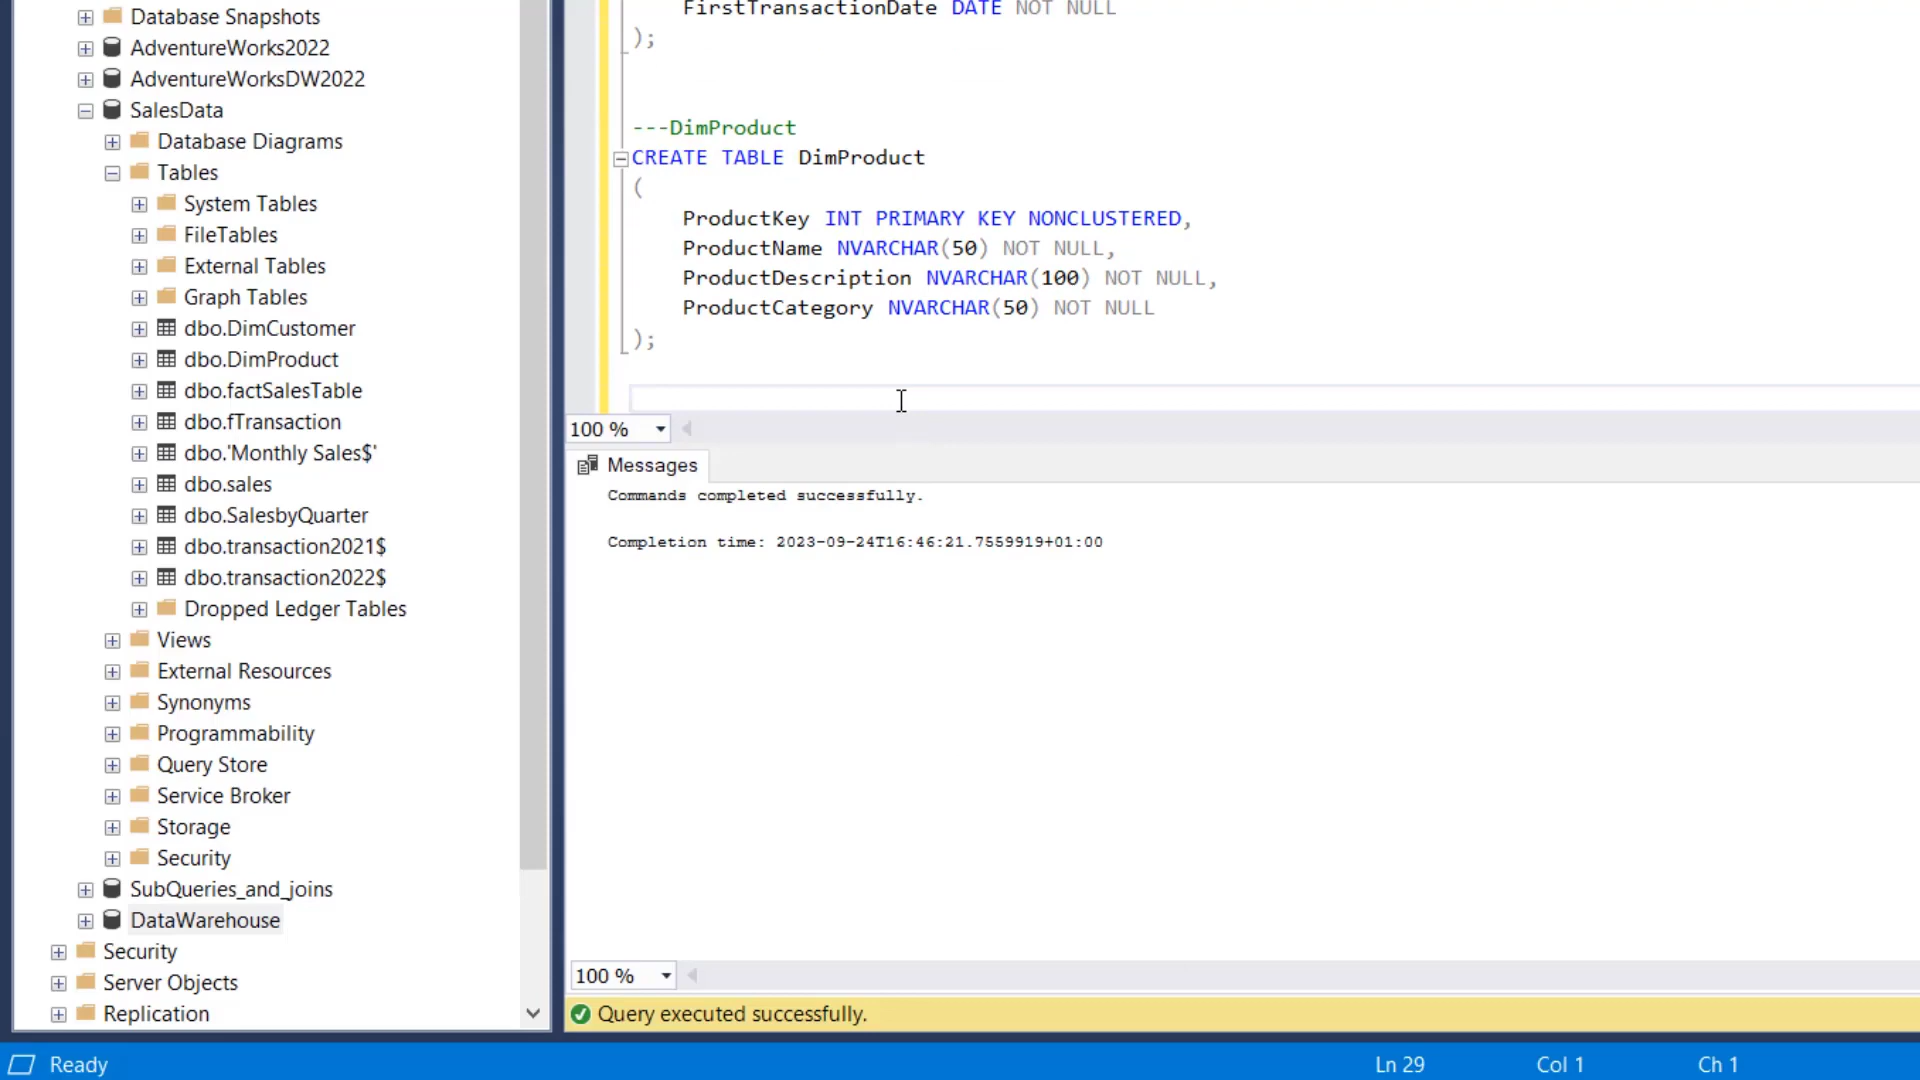 Database Snapshots
AdventureWorks2022
AdventureWorksDW2022
SalesData
Database Diagrams
Tables
System Tables
FileTables
External Tables
Graph Tables
dbo.DimCustomer
dbo.DimProduct
dbo.factSalesTable
dbo.fTransaction
dbo.'Monthly Sales$'
dbo.sales
dbo.SalesbyQuarter
dbo.transaction2021$
dbo.transaction2022$
Dropped Ledger Tables
Views
External Resources
Synonyms
Programmability
Query Store
Service Broker
Storage
Security
SubQueries_and_joins
DataWarehouse
Security
Server Objects
Replication
FirstTransactionDate DATE NOT NULL
);
---DimProduct
CREATE TABLE DimProduct
(
ProductKey INT PRIMARY KEY NONCLUSTERED,
ProductName NVARCHAR(50) NOT NULL,
ProductDescription NVARCHAR(100) NOT NULL,
ProductCategory NVARCHAR(50) NOT NULL
);
100 %
Messages
Commands completed successfully.
Completion time: 2023-09-24T16:46:21.7559919+01:00
100 %
Query executed successfully.
Ready
Ln 29
Col 1
Ch 1